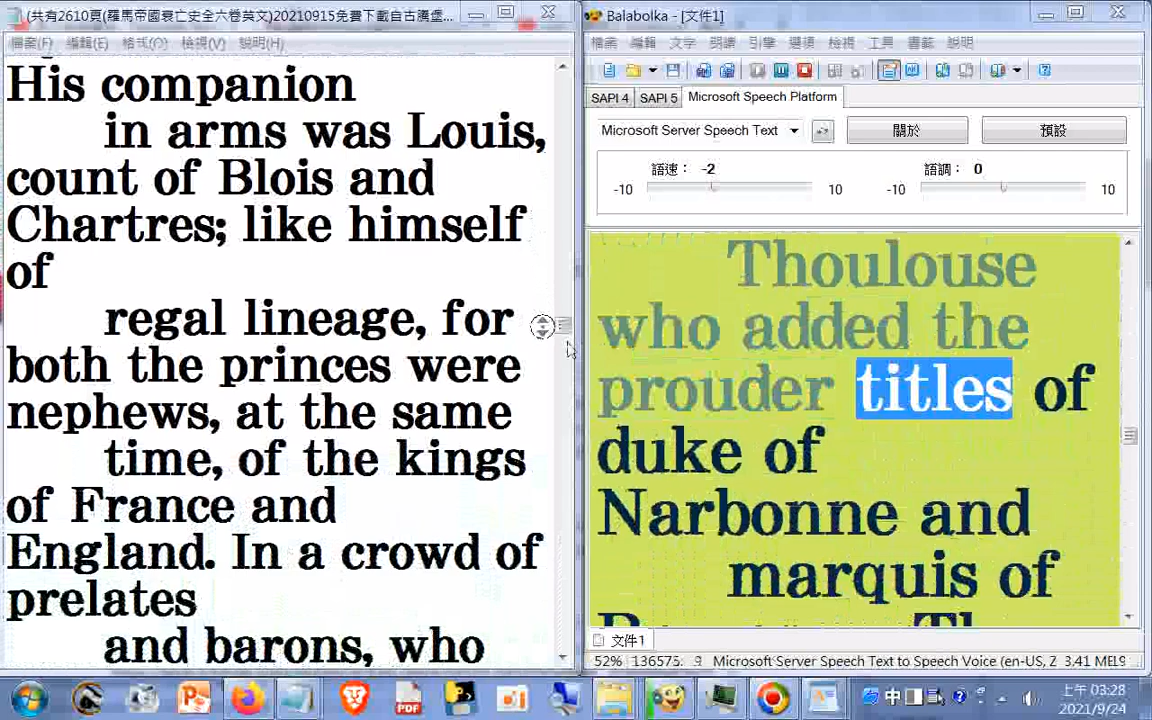 (共有2610頁(羅馬帝國衰亡史全六卷英文)20210915免費下載自古騰堡...
檔案(F) 編輯(E) 格式(O) 檢視(V) 說明(H)
His companion
in arms was Louis,
count of Blois and
Chartres; like himself
of
regal lineage, for
both the princes were
nephews, at the same
time, of the kings
of France and
England. In a crowd of
prelates
and barons, who
Balabolka - [文件1]
檔案 編輯 文字 朗讀 引擎 選項 檢視 工具 書籤 說明
SAPI 4 SAPI 5 Microsoft Speech Platform
Microsoft Server Speech Text 關於 預設
語速: -2 語調: 0
-10 10 -10 10
Thoulouse
who added the
prouder titles of
duke of
Narbonne and
marquis of
文件1
52% 136575. Microsoft Server Speech Text to Speech Voice (en-US, Z 3.41 MEL9
中 上午 03:28
2021/9/24